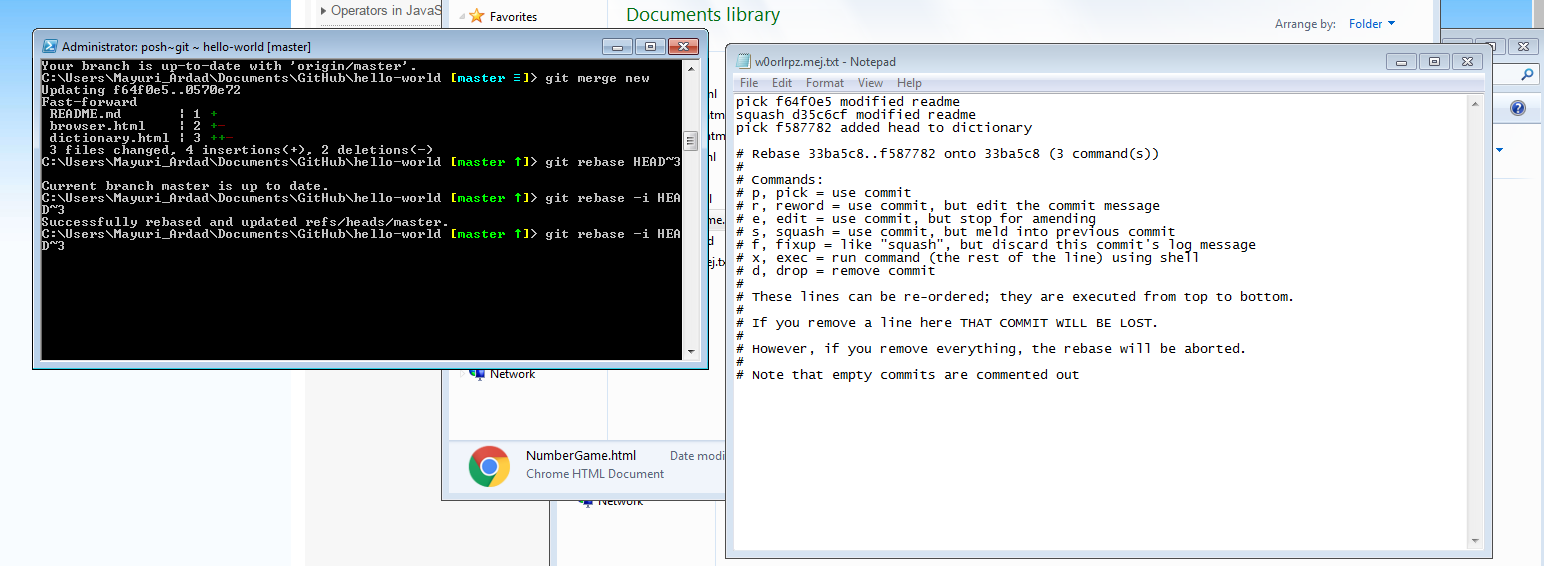 Operators in JavaS
Favorites
Documents library
Arrange by: Folder
Administrator: posh~git ~ hello-world [master]
Your branch is up-to-date with 'origin/master'.
C:\Users\Mayuri_Ardad\Documents\GitHub\hello-world [master ≡]> git merge new
Updating f64f0e5..0570e72
Fast-forward
README.md | 1 +
browser.html | 2 +-
dictionary.html | 3 ++-
3 files changed, 4 insertions(+), 2 deletions(-)
C:\Users\Mayuri_Ardad\Documents\GitHub\hello-world [master ↑]> git rebase HEAD~3
Current branch master is up to date.
C:\Users\Mayuri_Ardad\Documents\GitHub\hello-world [master ↑]> git rebase -i HEA
D~3
Successfully rebased and updated refs/heads/master.
C:\Users\Mayuri_Ardad\Documents\GitHub\hello-world [master ↑]> git rebase -i HEA
D~3
w0orlrpz.mej.txt - Notepad
File Edit Format View Help
pick f64f0e5 modified readme
squash d35c6cf modified readme
pick f587782 added head to dictionary
# Rebase 33ba5c8..f587782 onto 33ba5c8 (3 command(s))
#
# Commands:
# p, pick = use commit
# r, reword = use commit, but edit the commit message
# e, edit = use commit, but stop for amending
# s, squash = use commit, but meld into previous commit
# f, fixup = like "squash", but discard this commit's log message
# x, exec = run command (the rest of the line) using shell
# d, drop = remove commit
#
# These lines can be re-ordered; they are executed from top to bottom.
#
# If you remove a line here THAT COMMIT WILL BE LOST.
#
# However, if you remove everything, the rebase will be aborted.
#
# Note that empty commits are commented out
Network
NumberGame.html Date modi
Chrome HTML Document
Network